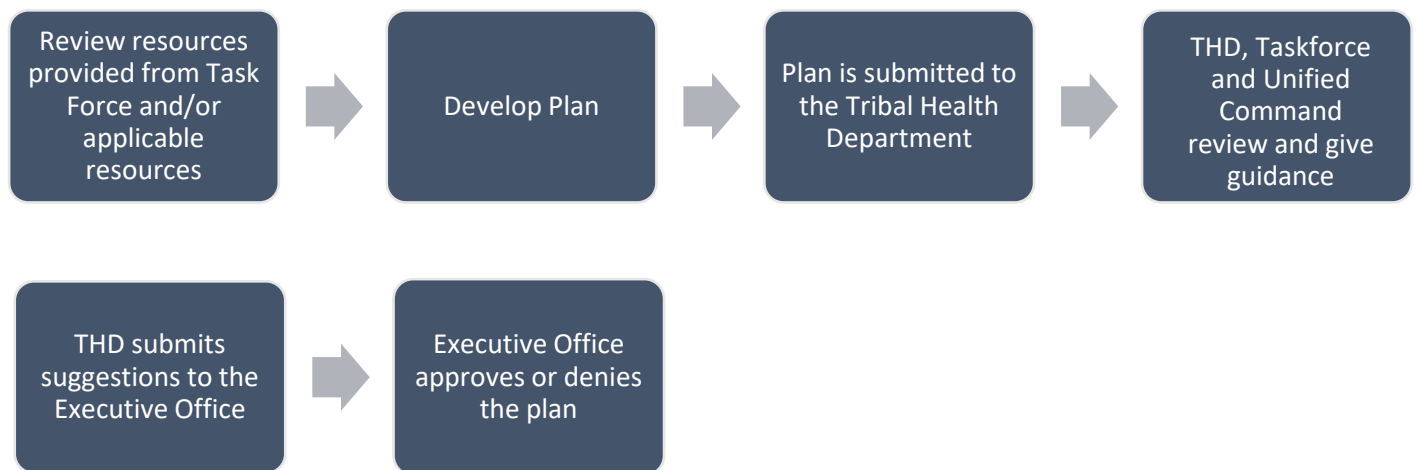 Review resources
provided from Task
Force and/or
applicable
resources
Develop Plan
Plan is submitted to
the Tribal Health
Department
THD, Taskforce
and Unified
Command
review and give
guidance
THD submits
suggestions to the
Executive Office
Executive Office
approves or denies
the plan